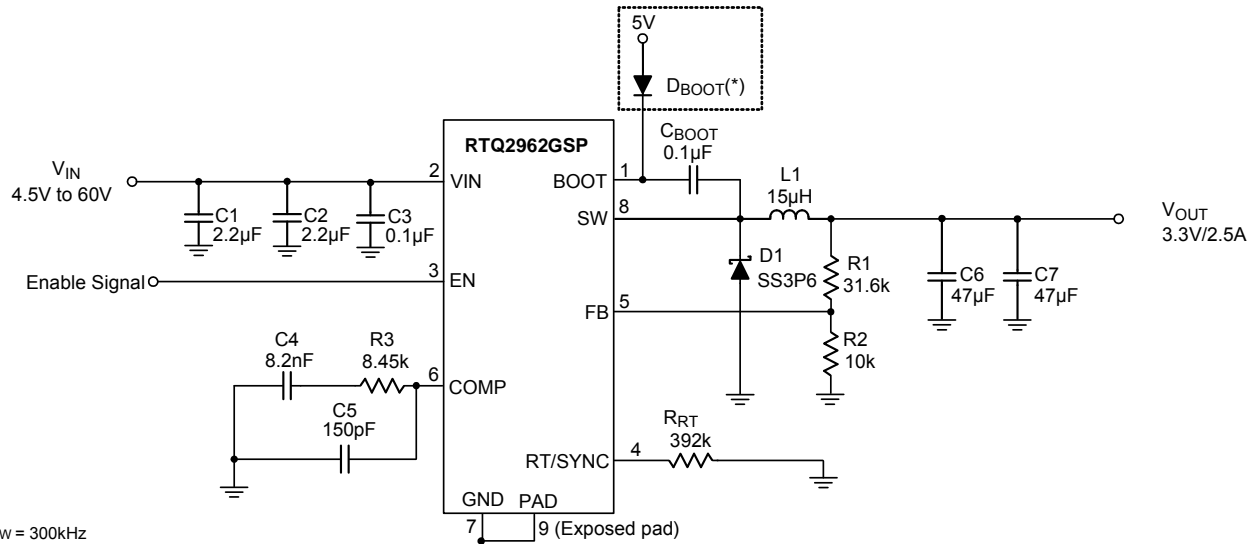 5V
DBOOT(*)
RTQ2962GSP
CBOOT
0.1µF
VIN
4.5V to 60V
2
VIN
BOOT
1
L1
15µH
SW
8
VOUT
3.3V/2.5A
C1
2.2µF
C2
2.2µF
C3
0.1µF
D1
SS3P6
R1
31.6k
C6
47µF
C7
47µF
Enable Signal
3
EN
FB
5
R2
10k
C4
8.2nF
R3
8.45k
6
COMP
C5
150pF
RRT
392k
RT/SYNC
4
GND
PAD
7
9 (Exposed pad)
W = 300kHz